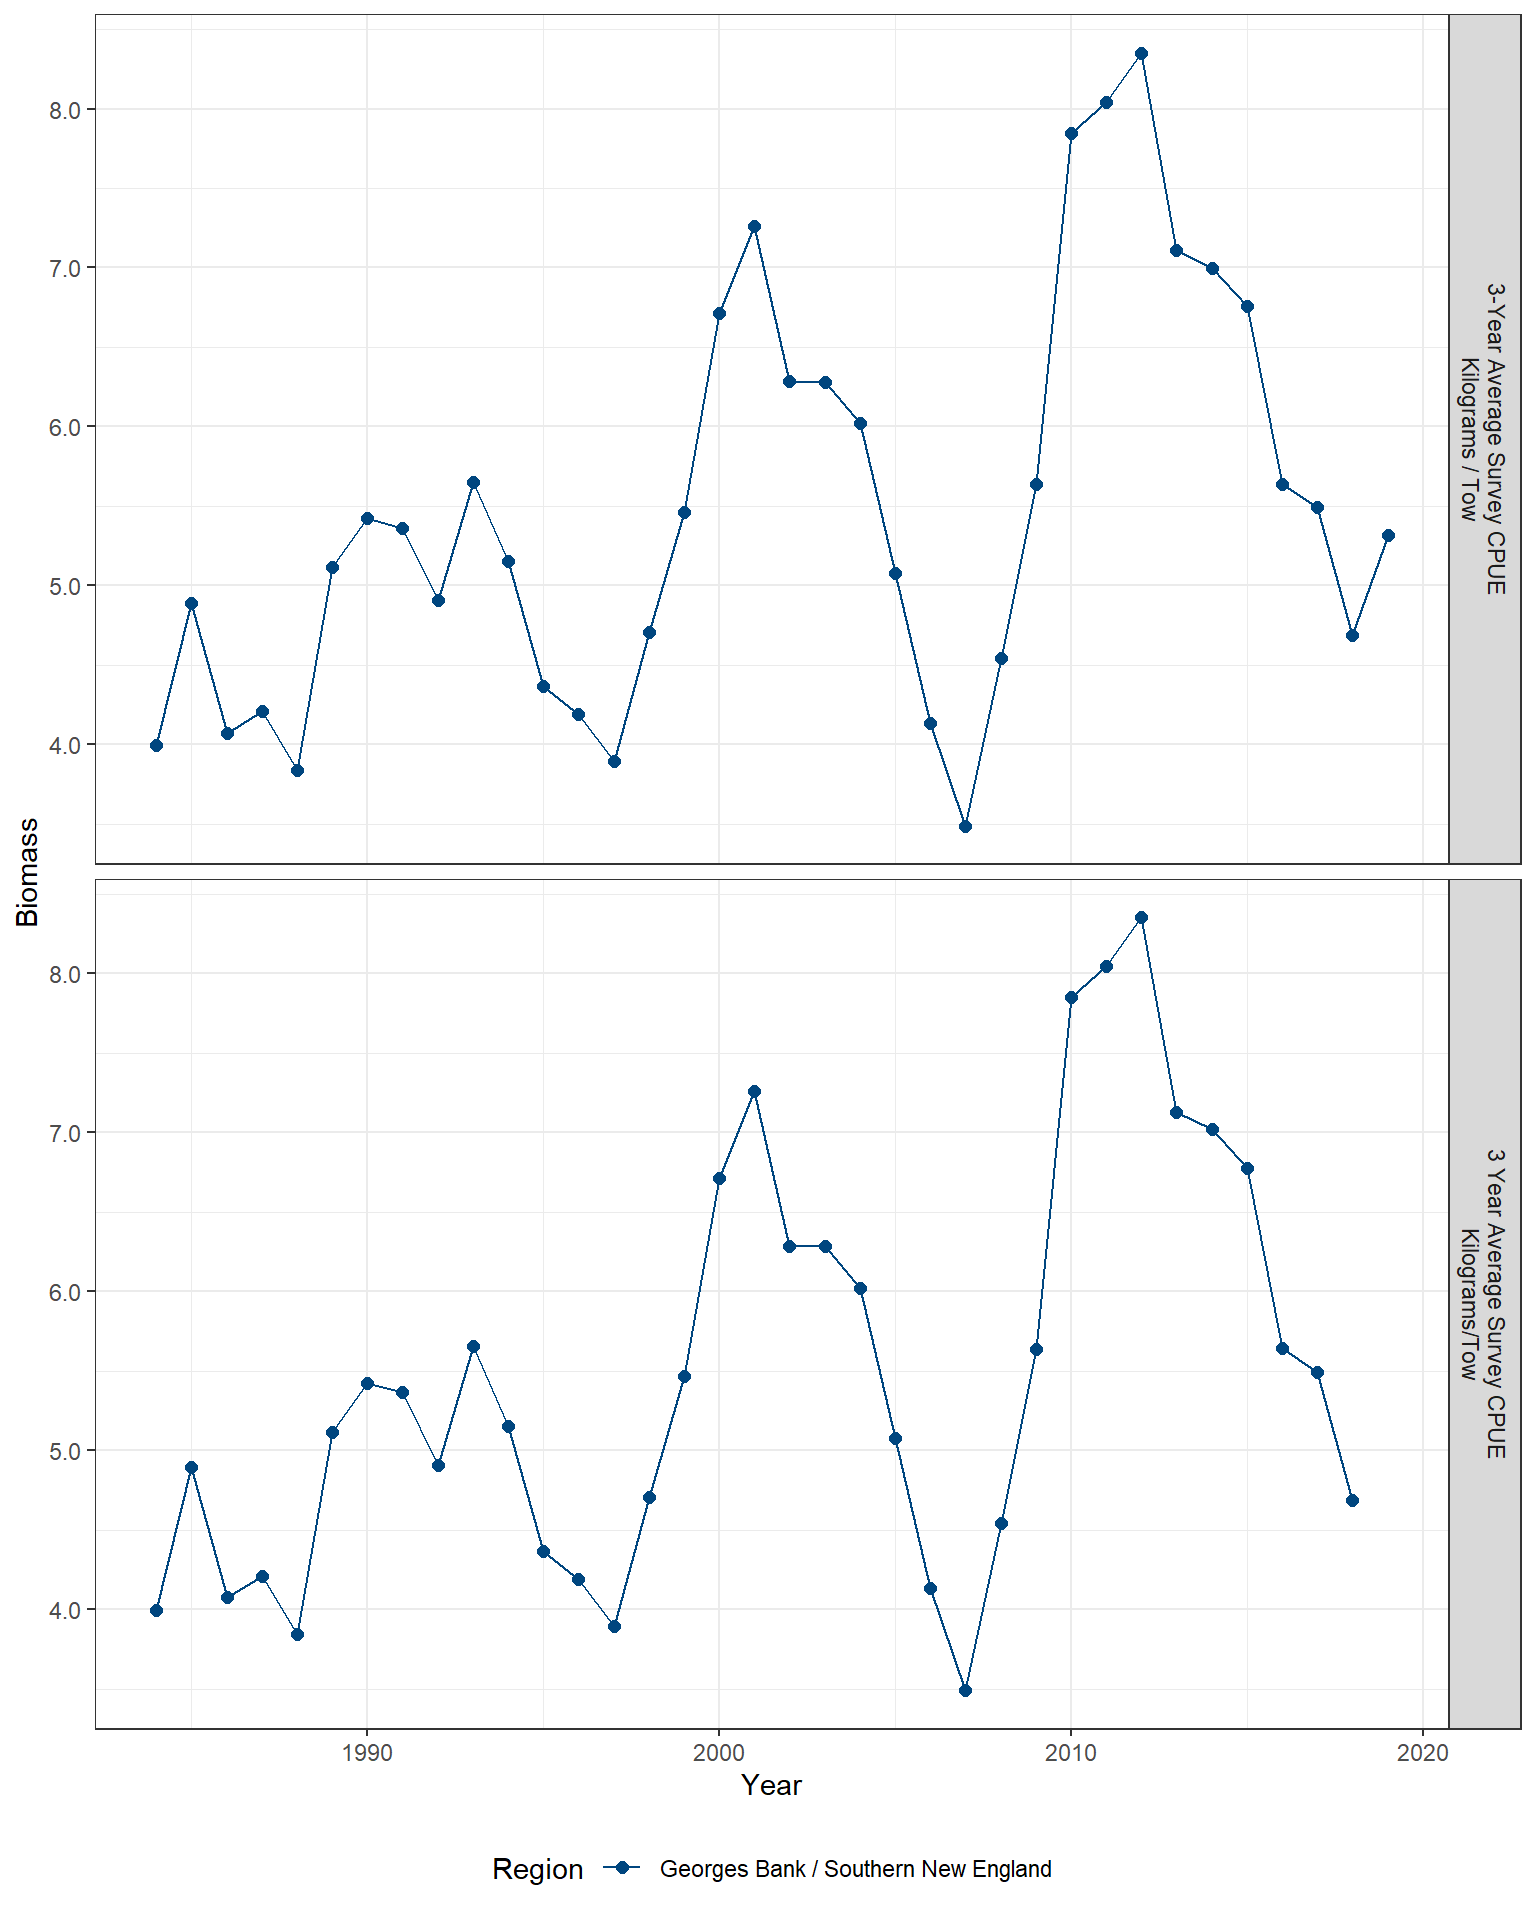 8.0
7.0
6.0
5.0
4.0
3-Year Average Survey CPUE
Kilograms / Tow
Biomass
8.0
7.0
6.0
5.0
4.0
3 Year Average Survey CPUE
Kilograms/Tow
1990 2000 2010 2020
Year
Region Georges Bank / Southern New England